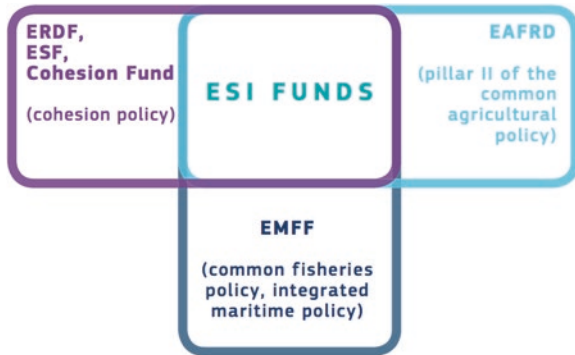 ERDF,
ESF,
Cohesion Fund
(cohesion policy)
ESI FUNDS
EAFRD
(pillar II of the
common
agricultural
policy)
EMFF
(common fisheries
policy, integrated
maritime policy)